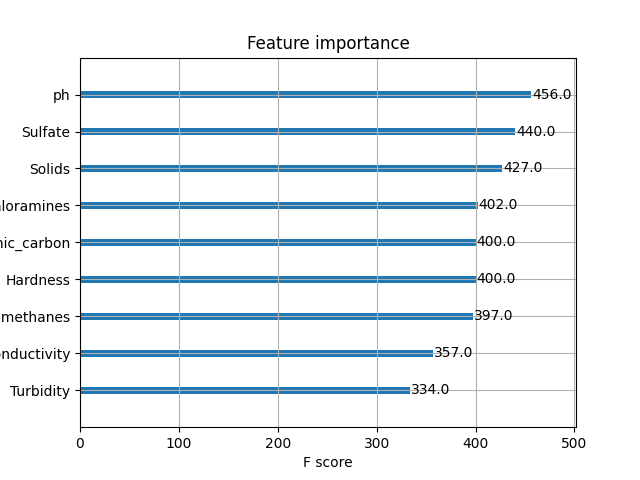 Feature importance
ph
456.0
Sulfate
440.0
Solids
427.0
loramines
402.0
nic_carbon
400.0
Hardness
400.0
methanes
397.0
onductivity
357.0
Turbidity
334.0
0 100 200 300 400 500
F score